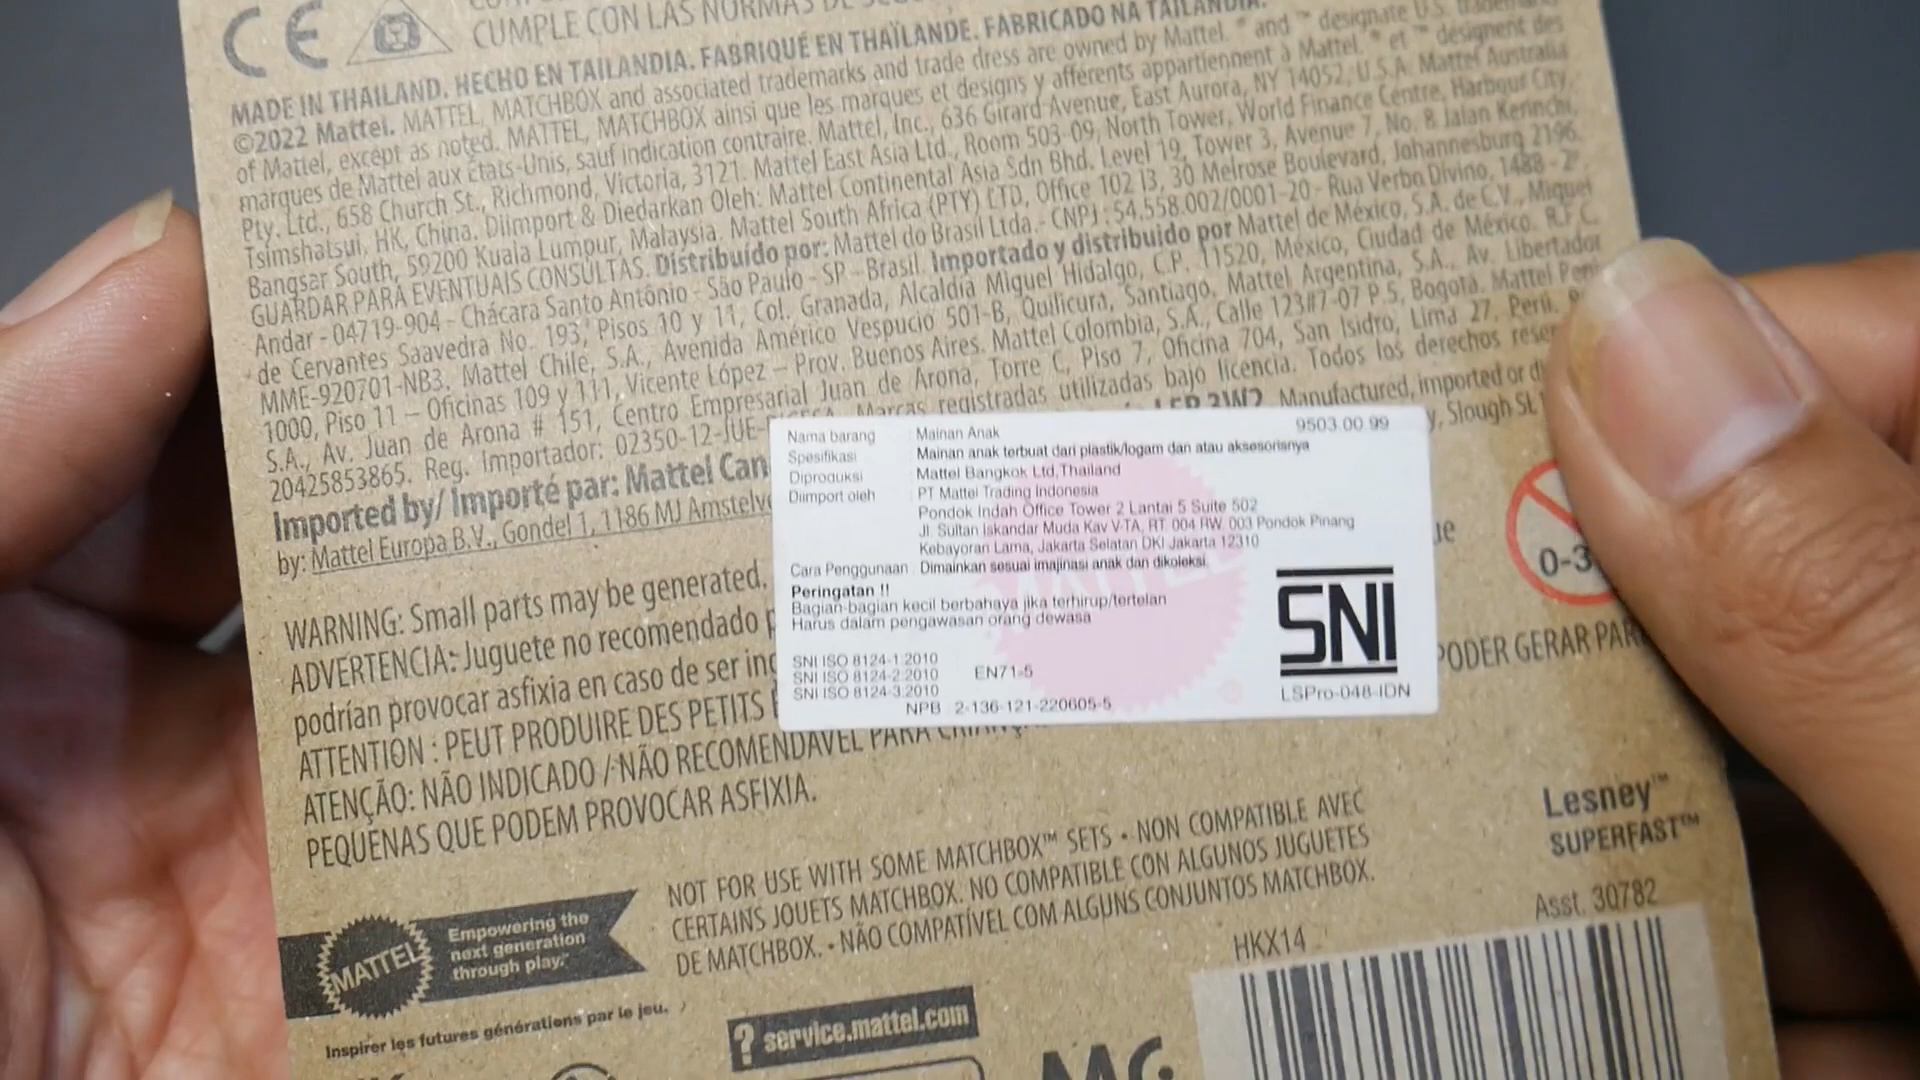 CE
CUMPLE CON LAS NORMAS DE
MADE IN THAILAND. HECHO EN TAILANDIA. FABRIQUÉ EN THAÏLANDE. FABRICADO NA TAILÂNDIA.
©2022 Mattel. MATTEL, MATCHBOX and associated trademarks and trade dress are owned by Mattel. ® and ™ designate U.S. trademarks
of Mattel, except as noted. MATTEL, MATCHBOX ainsi que les marques et designs y afférents appartiennent à Mattel. ® et ™ désignent des
marques de Mattel aux États-Unis, sauf indication contraire. Mattel, Inc., 636 Girard Avenue, East Aurora, NY 14052, U.S.A. Mattel Australia
Pty. Ltd., 658 Church St., Richmond, Victoria, 3121. Mattel East Asia Ltd., Room 503-09, North Tower, World Finance Centre, Harbour City,
Tsimshatsui, HK, China. Diimport & Diedarkan Oleh: Mattel Continental Asia Sdn Bhd. Level 19, Tower 3, Avenue 7, No. 8 Jalan Kerinchi,
Bangsar South, 59200 Kuala Lumpur, Malaysia. Mattel South Africa (PTY) LTD, Office 102 I3, 30 Melrose Boulevard, Johannesburg 2196.
GUARDAR PARA EVENTUAIS CONSULTAS. Distribuído por: Mattel do Brasil Ltda. - CNPJ: 54.558.002/0001-20 - Rua Verbo Divino, 1488 - 2º
Andar - 04719-904 - Chácara Santo Antônio - São Paulo - SP - Brasil. Importado y distribuido por Mattel de México, S.A. de C.V., Miguel
de Cervantes Saavedra No. 193, Pisos 10 y 11, Col. Granada, Alcaldía Miguel Hidalgo, C.P. 11520, México, Ciudad de México. R.F.C.
MME-920701-NB3. Mattel Chile, S.A., Avenida Américo Vespucio 501-B, Quilicura, Santiago. Mattel Argentina, S.A., Av. Libertador
1000, Piso 11 – Oficinas 109 y 111, Vicente López – Prov. Buenos Aires. Mattel Colombia, S.A., Calle 123#7-07 P.5, Bogotá. Mattel Perú
S.A., Av. Juan de Arona # 151, Centro Empresarial Juan de Arona, Torre C, Piso 7, Oficina 704, San Isidro, Lima 27. Perú.
20425853865. Reg. Importador: 02350-12-JUE- Marcas registradas utilizadas bajo licencia. Todos los derechos reser
Imported by/ Importé par: Mattel Can Manufactured, imported or di
by: Mattel Europa B.V., Gondel 1, 1186 MJ Amstelve y, Slough SL1
Nama barang Mainan Anak 9503.00.99
Spesifikasi Mainan anak terbuat dari plastik/logam dan atau aksesorisnya
Diproduksi Mattel Bangkok Ltd,Thailand
Diimport oleh PT Mattel Trading Indonesia
Pondok Indah Office Tower 2 Lantai 5 Suite 502
Jl. Sultan Iskandar Muda Kav V-TA, RT. 004 RW. 003 Pondok Pinang
Kebayoran Lama, Jakarta Selatan DKI Jakarta 12310
Cara Penggunaan : Dimainkan sesuai imajinasi anak dan dikoleksi.
Peringatan !!
Bagian-bagian kecil berbahaya jika terhirup/tertelan
Harus dalam pengawasan orang dewasa
SNI ISO 8124-1:2010
SNI ISO 8124-2:2010 EN71-5
SNI ISO 8124-3:2010
NPB 2-136-121-220605-5
SNI
LSPro-048-IDN
MATTEL
0-3
WARNING: Small parts may be generated.
ADVERTENCIA: Juguete no recomendado p
podrían provocar asfixia en caso de ser ing
ATTENTION : PEUT PRODUIRE DES PETITS PODER GERAR PAR
ATENÇÃO: NÃO INDICADO / NÃO RECOMENDÁVEL PARA
PEQUENAS QUE PODEM PROVOCAR ASFIXIA.
NOT FOR USE WITH SOME MATCHBOX™ SETS • NON COMPATIBLE AVEC
CERTAINS JOUETS MATCHBOX. NO COMPATIBLE CON ALGUNOS JUGUETES
DE MATCHBOX. • NÃO COMPATÍVEL COM ALGUNS CONJUNTOS MATCHBOX.
Lesney™
SUPERFAST™
Asst. 30782
HKX14
MATTEL
Empowering the
next generation
through play.™
Inspirer les futures générations par le jeu.
? service.mattel.com